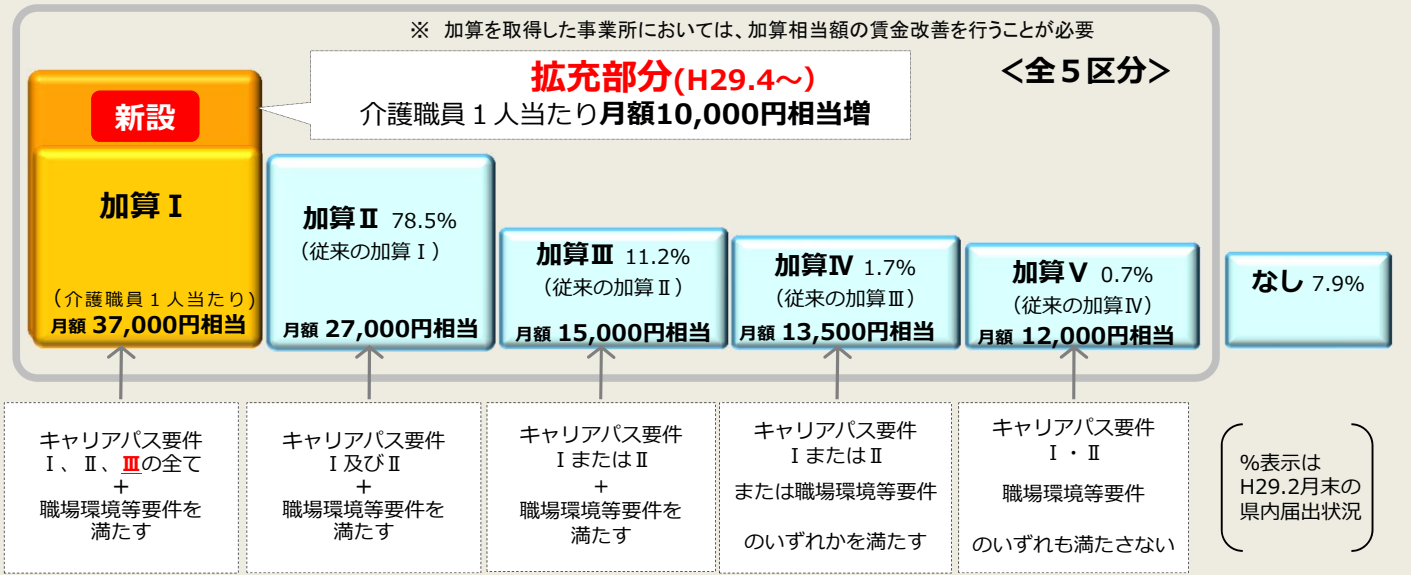 ※ 加算を取得した事業所においては、加算相当額の賃金改善を行うことが必要
拡充部分(H29.4～)
介護職員１人当たり月額10,000円相当増
＜全５区分＞
新設
加算Ⅰ
（介護職員１人当たり）
月額 37,000円相当
加算Ⅱ 78.5%
（従来の加算Ⅰ）
月額 27,000円相当
加算Ⅲ 11.2%
（従来の加算Ⅱ）
月額 15,000円相当
加算Ⅳ 1.7%
（従来の加算Ⅲ）
月額 13,500円相当
加算Ⅴ 0.7%
（従来の加算Ⅳ）
月額 12,000円相当
なし 7.9%
キャリアパス要件
Ⅰ、Ⅱ、Ⅲの全て
+
職場環境等要件を
満たす
キャリアパス要件
Ⅰ及びⅡ
+
職場環境等要件を
満たす
キャリアパス要件
ⅠまたはⅡ
+
職場環境等要件を
満たす
キャリアパス要件
ⅠまたはⅡ
または職場環境等要件
のいずれかを満たす
キャリアパス要件
Ⅰ・Ⅱ
職場環境等要件
のいずれも満たさない
%表示は
H29.2月末の
県内届出状況